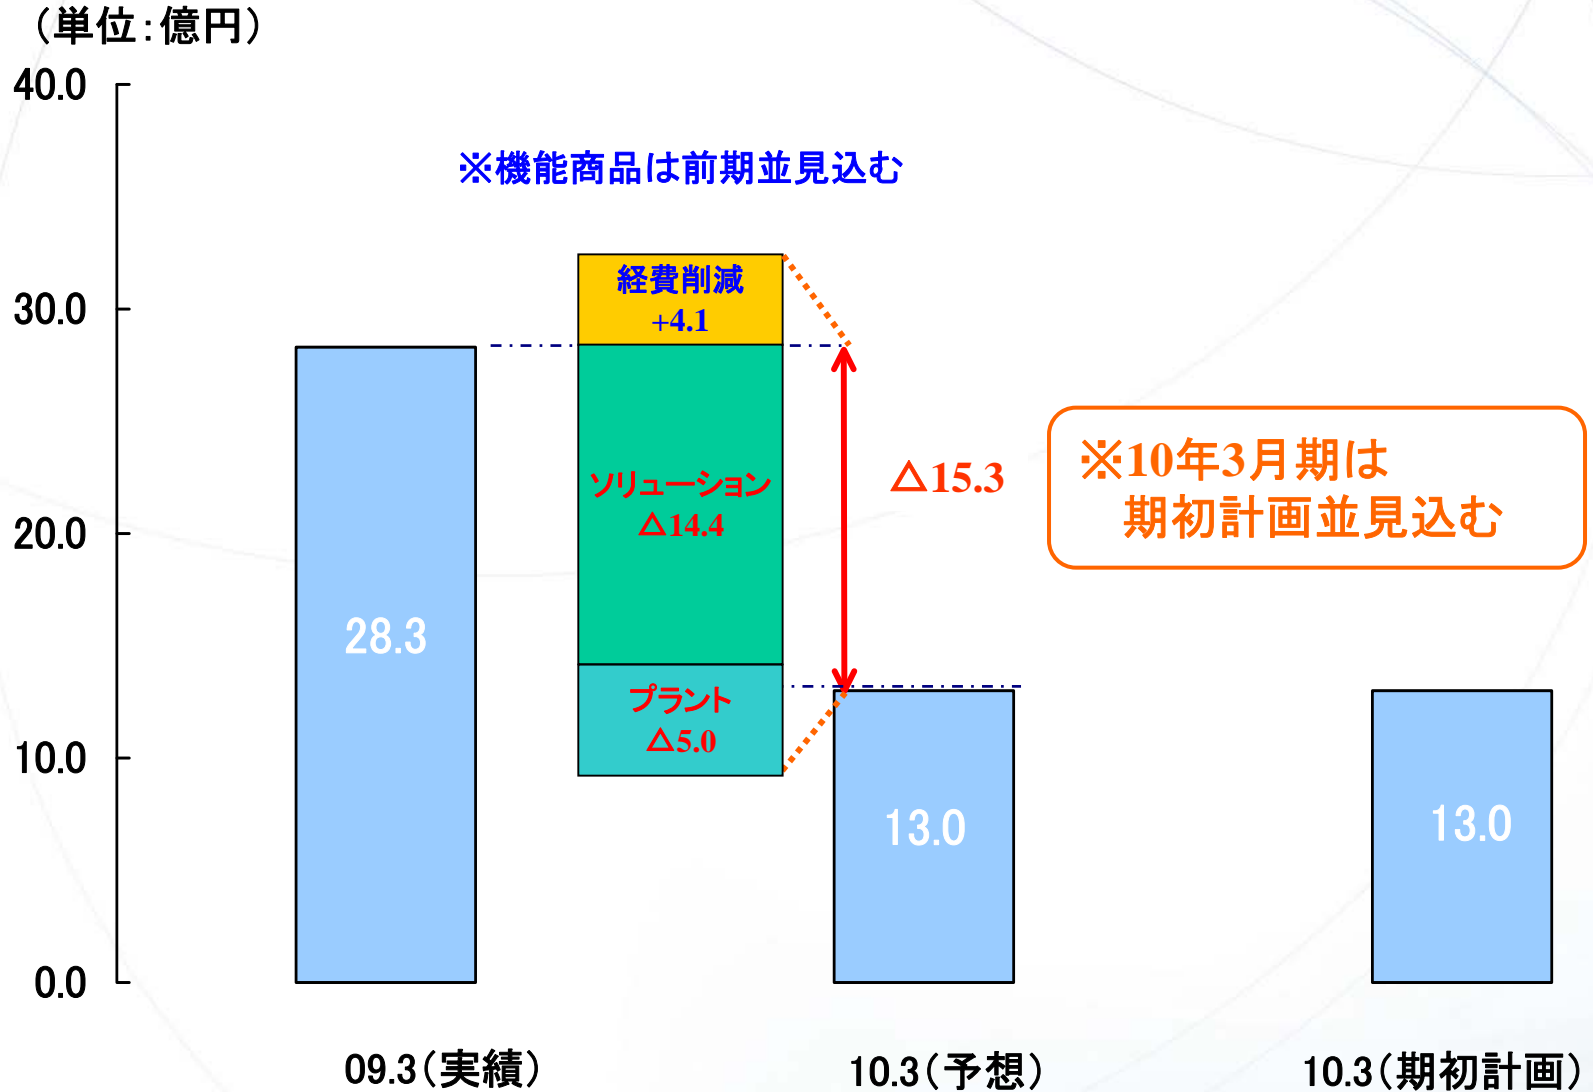 （単位：億円）
40.0
※機能商品は前期並見込む
経費削減
+4.1
30.0
ソリューション
△14.4
△15.3
※10年3月期は
期初計画並見込む
20.0
28.3
プラント
△5.0
10.0
13.0
13.0
0.0
09.3（実績）
10.3（予想）
10.3（期初計画）